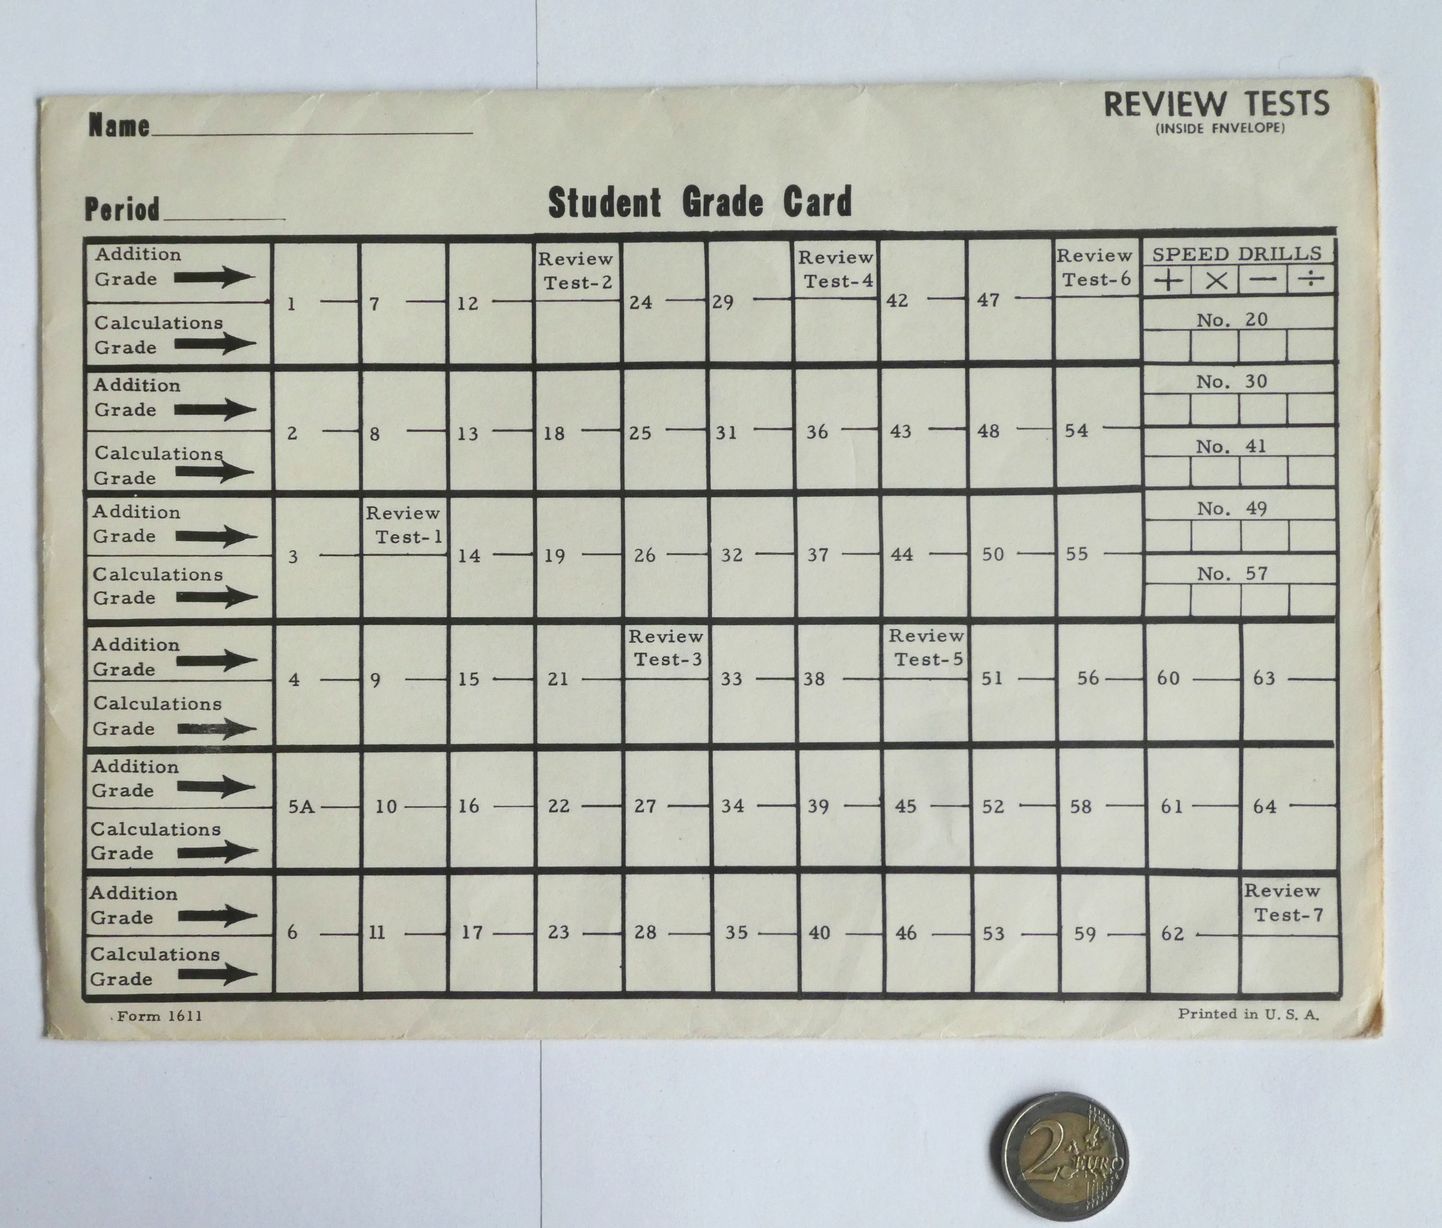 REVIEW TESTS
(INSIDE FNVELOPE)
Name
Period
Student Grade Card
Addition
Grade
Calculations
Grade
1 7 12 Review Test-2 24 29 Review Test-4 42 47 Review Test-6
SPEED DRILLS
+ × − ÷
No. 20
Addition
Grade
Calculations
Grade
2 8 13 18 25 31 36 43 48 54
No. 30
No. 41
Addition
Grade
Calculations
Grade
3 Review Test-1 14 19 26 32 37 44 50 55
No. 49
No. 57
Addition
Grade
Calculations
Grade
4 9 15 21 Review Test-3 33 38 Review Test-5 51 56 60 63
Addition
Grade
Calculations
Grade
5A 10 16 22 27 34 39 45 52 58 61 64
Addition
Grade
Calculations
Grade
6 11 17 23 28 35 40 46 53 59 62 Review Test-7
Form 1611
Printed in U. S. A.
2 EURO